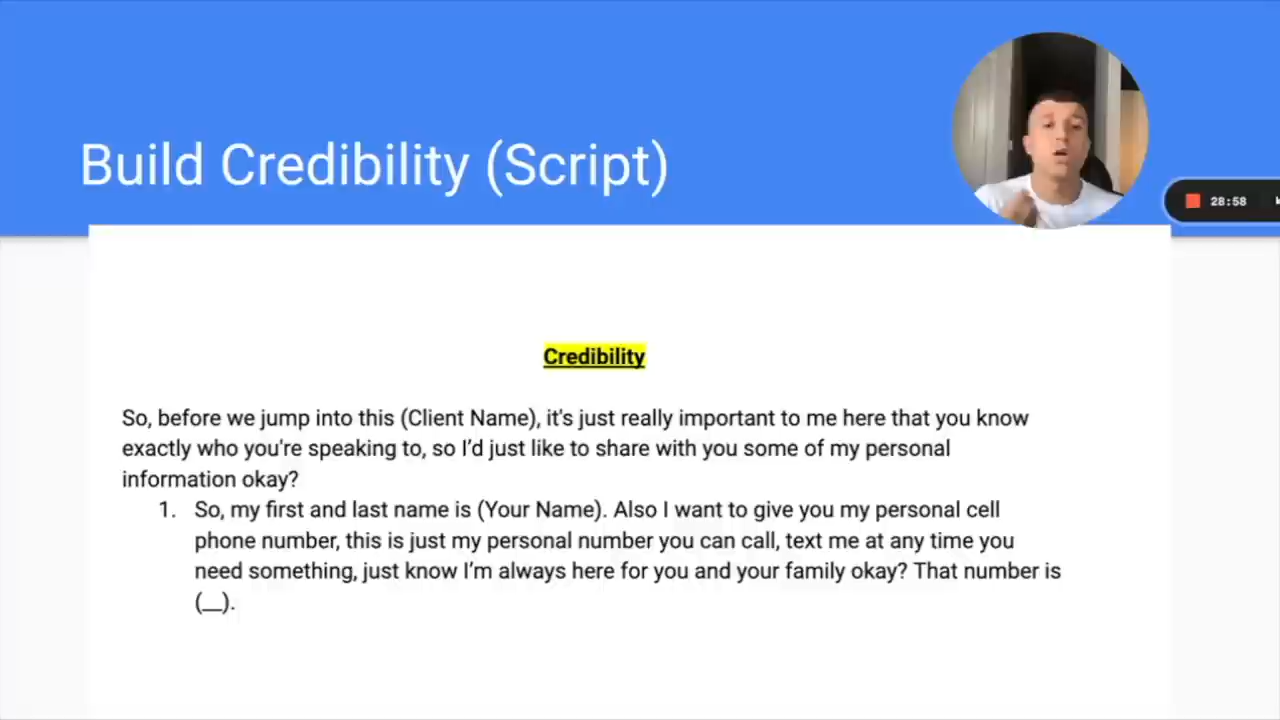 Build Credibility (Script)
28:58
Credibility
So, before we jump into this (Client Name), it's just really important to me here that you know
exactly who you're speaking to, so I’d just like to share with you some of my personal
information okay?
1. So, my first and last name is (Your Name). Also I want to give you my personal cell
phone number, this is just my personal number you can call, text me at any time you
need something, just know I’m always here for you and your family okay? That number is
(__).